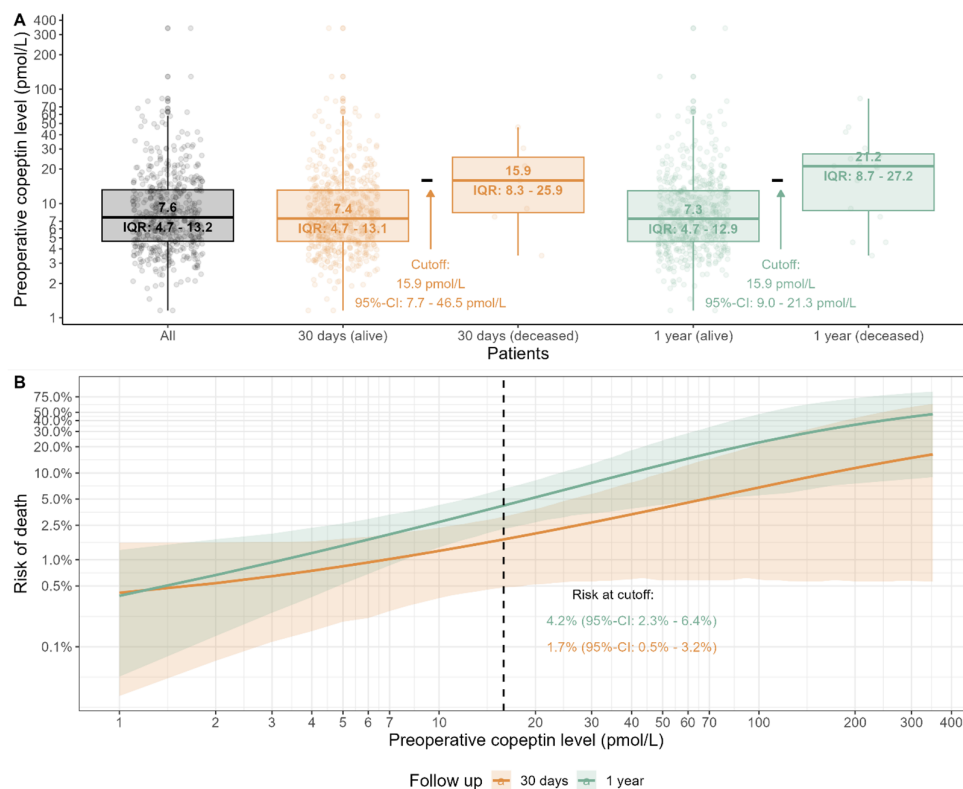 A
Preoperative copeptin level (pmol/L)
400
300
200
100
70
60
50
40
30
20
10
7
6
5
4
3
2
1
7.6
IQR: 4.7 - 13.2
7.4
IQR: 4.7 - 13.1
15.9
IQR: 8.3 - 25.9
7.3
IQR: 4.7 - 12.9
21.2
IQR: 8.7 - 27.2
Cutoff:
15.9 pmol/L
95%-CI: 7.7 - 46.5 pmol/L
Cutoff:
15.9 pmol/L
95%-CI: 9.0 - 21.3 pmol/L
All
30 days (alive)
30 days (deceased)
1 year (alive)
1 year (deceased)
Patients
B
Risk of death
75.0%
50.0%
40.0%
30.0%
20.0%
10.0%
5.0%
2.5%
1.0%
0.5%
0.1%
Risk at cutoff:
4.2% (95%-CI: 2.3% - 6.4%)
1.7% (95%-CI: 0.5% - 3.2%)
1 2 3 4 5 6 7 10 20 30 40 50 60 70 100 200 300 400
Preoperative copeptin level (pmol/L)
Follow up a 30 days a 1 year